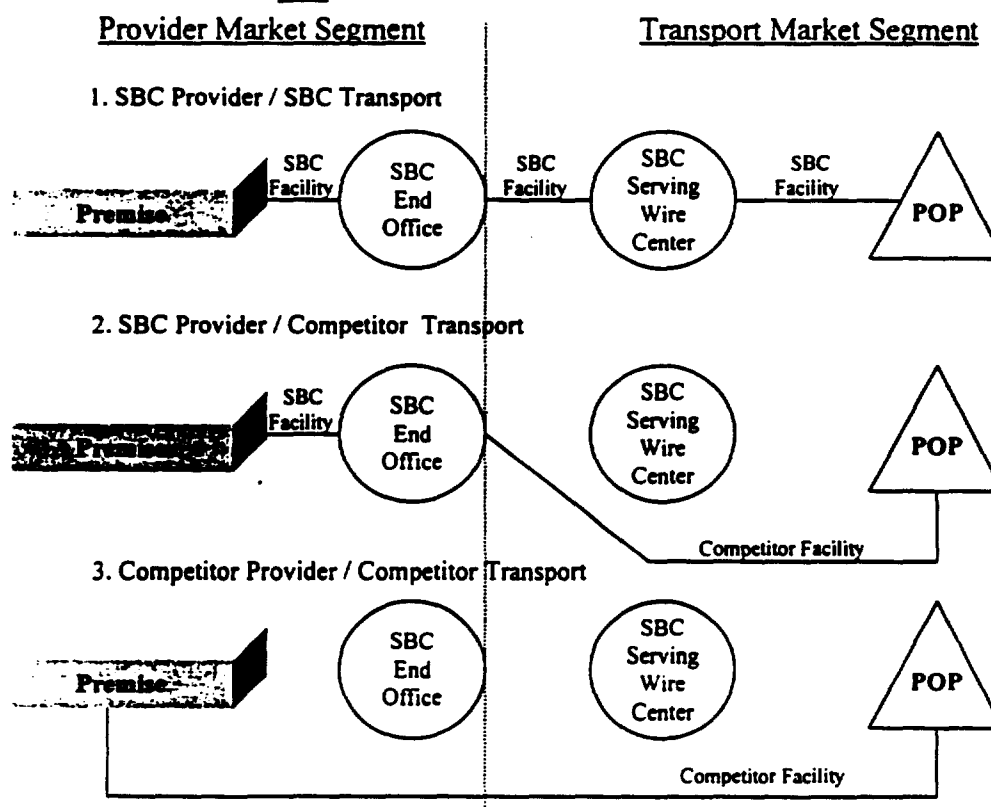 Provider Market Segment
Transport Market Segment
1. SBC Provider / SBC Transport
Premise
SBC
Facility
SBC
End
Office
SBC
Facility
SBC
Serving
Wire
Center
SBC
Facility
POP
2. SBC Provider / Competitor Transport
Premise
SBC
Facility
SBC
End
Office
SBC
Serving
Wire
Center
POP
Competitor Facility
3. Competitor Provider / Competitor Transport
Premise
SBC
End
Office
SBC
Serving
Wire
Center
POP
Competitor Facility